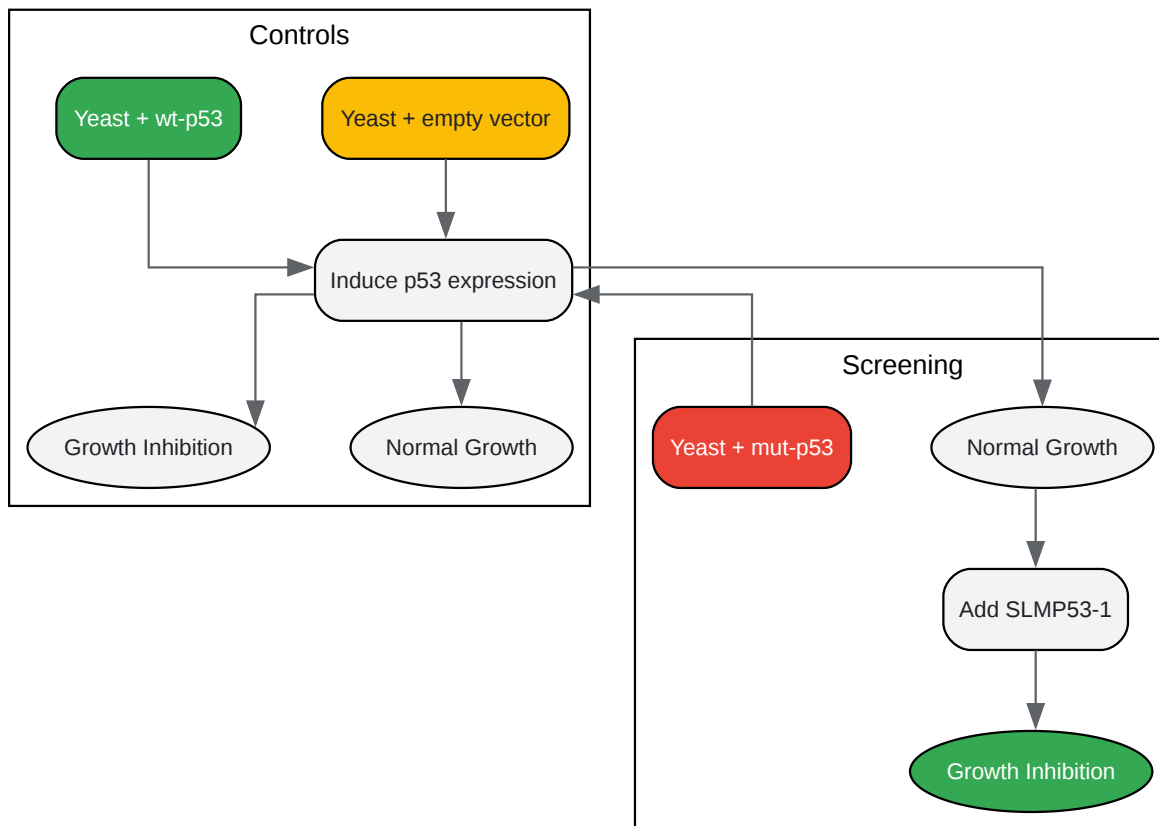 Controls
Yeast + wt-p53
Yeast + empty vector
Induce p53 expression
Growth Inhibition
Normal Growth
Screening
Yeast + mut-p53
Normal Growth
Add SLMP53-1
Growth Inhibition